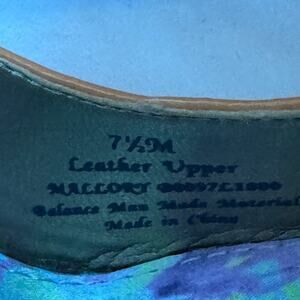 7½M
Leather Upper
MALLORY
Balance Man Made Material
Made in China